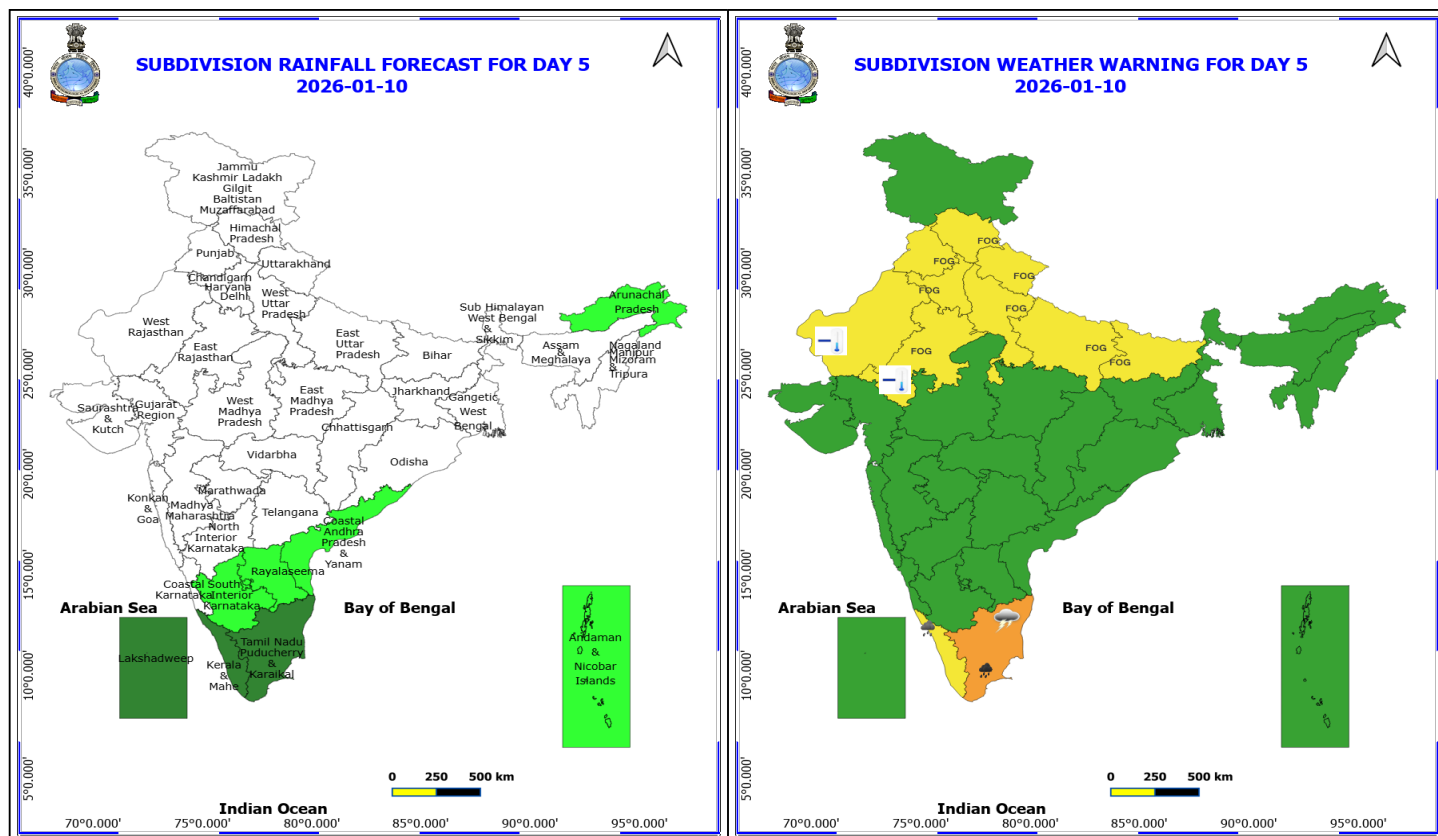 SUBDIVISION RAINFALL FORECAST FOR DAY 5
2026-01-10
40°0.000'
35°0.000'
30°0.000'
25°0.000'
20°0.000'
15°0.000'
10°0.000'
5°0.000'
Jammu
Kashmir Ladakh
Gilgit
Baltistan
Muzaffarabad
Himachal
Pradesh
Punjab
Uttarakhand
Chandigarh
Haryana
Delhi
West
Uttar
Pradesh
Arunachal
Pradesh
Sub Himalayan
West Bengal
&
Sikkim
West
Rajasthan
East
Rajasthan
East
Uttar
Pradesh
Bihar
Assam
&
Meghalaya
Nagaland
Manipur
Mizoram
&
Tripura
Saurashtra
&
Kutch
Gujarat
Region
West
Madhya
Pradesh
East
Madhya
Pradesh
Jharkhand
Gangetic
West
Bengal
Chhattisgarh
Vidarbha
Odisha
Konkan
&
Goa
Madhya
Maharashtra
Marathwada
Telangana
North
Interior
Karnataka
Coastal
Andhra
Pradesh
&
Yanam
Rayalaseema
Coastal
Karnataka
South
Interior
Karnataka
Arabian Sea
Bay of Bengal
Lakshadweep
Kerala
&
Mahe
Tamil Nadu
Puducherry
&
Karaikal
Andaman
&
Nicobar
Islands
0 250 500 km
Indian Ocean
70°0.000' 75°0.000' 80°0.000' 85°0.000' 90°0.000' 95°0.000'
SUBDIVISION WEATHER WARNING FOR DAY 5
2026-01-10
40°0.000'
35°0.000'
30°0.000'
25°0.000'
20°0.000'
15°0.000'
10°0.000'
5°0.000'
FOG
FOG
FOG
FOG
FOG
FOG
FOG
FOG
Arabian Sea
Bay of Bengal
0 250 500 km
Indian Ocean
70°0.000' 75°0.000' 80°0.000' 85°0.000' 90°0.000' 95°0.000'